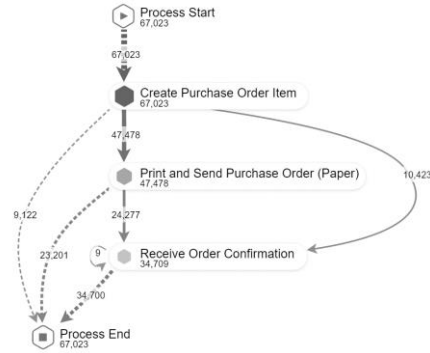 Process Start
67,023
67,023
Create Purchase Order Item
67,023
47,478
Print and Send Purchase Order (Paper)
47,478
10,423
9,122
24,277
23,201
9
Receive Order Confirmation
34,709
34,700
Process End
67,023